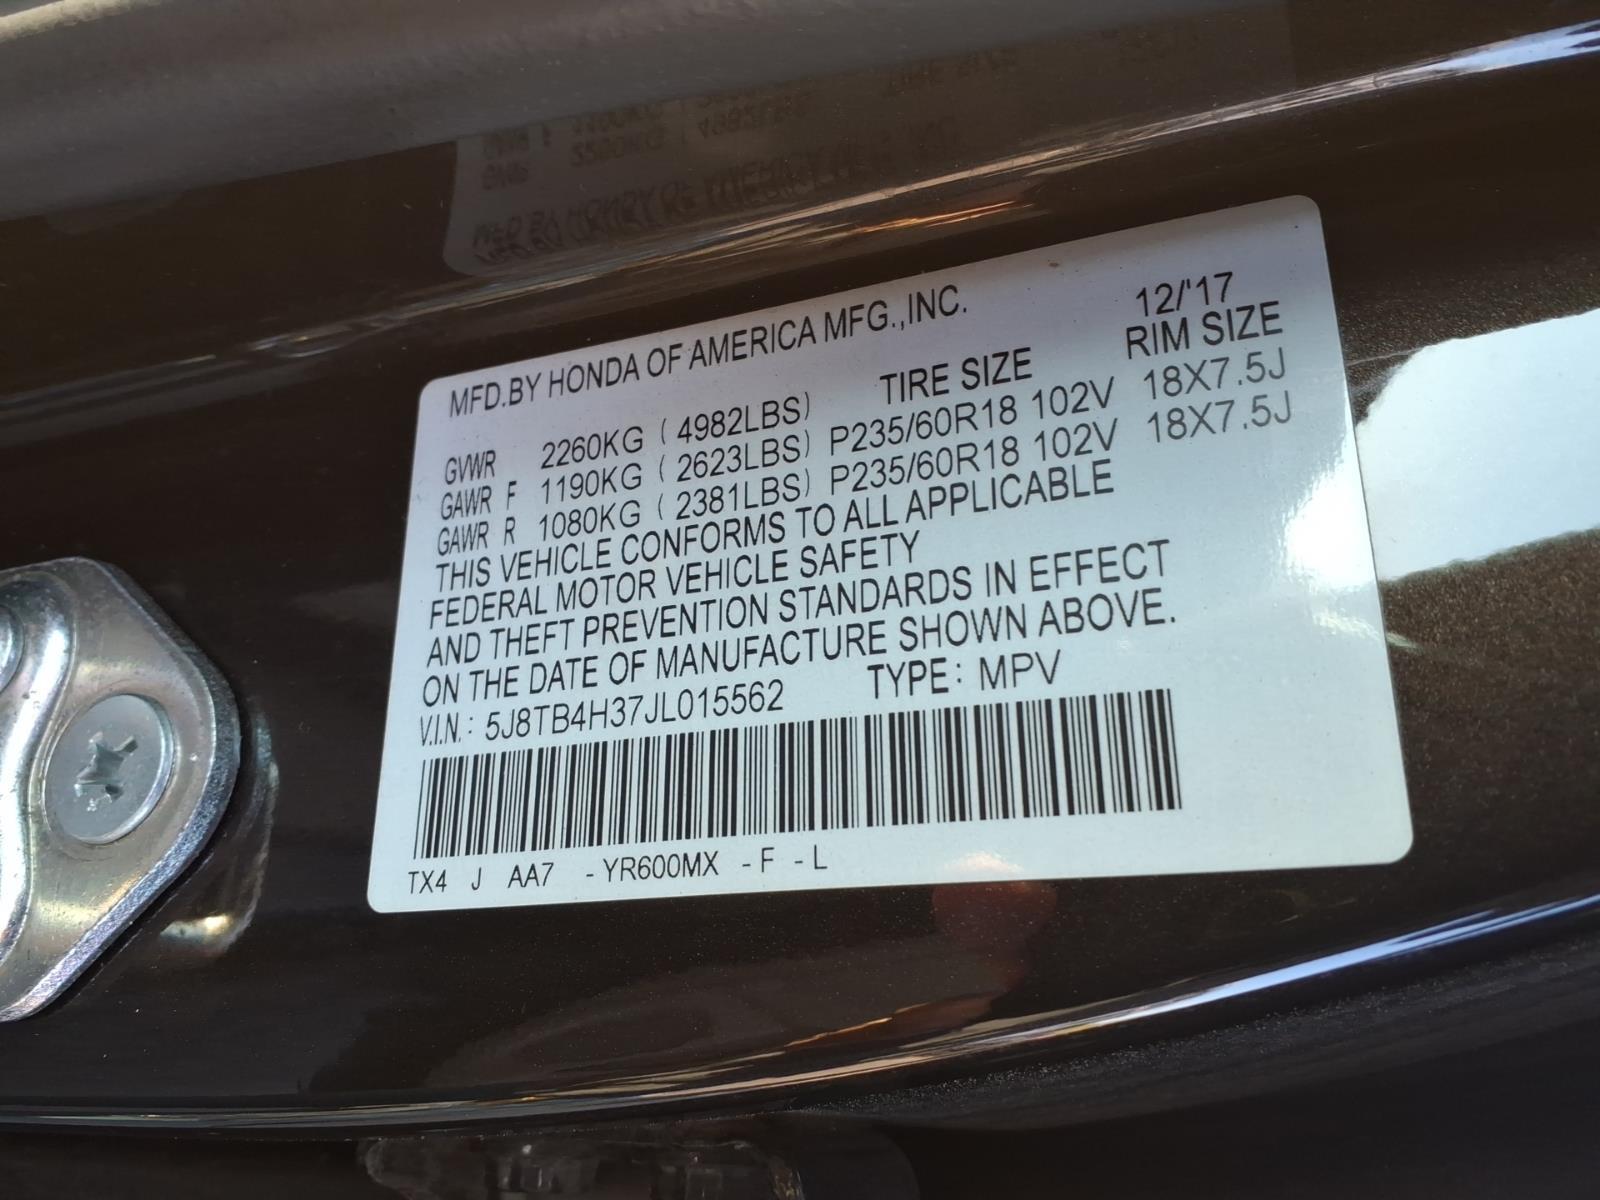 MFD.BY HONDA OF AMERICA MFG.,INC. 12/'17
TIRE SIZE RIM SIZE
GVWR 2260KG (4982LBS)
GAWR F 1190KG (2623LBS) P235/60R18 102V 18X7.5J
GAWR R 1080KG (2381LBS) P235/60R18 102V 18X7.5J
THIS VEHICLE CONFORMS TO ALL APPLICABLE
FEDERAL MOTOR VEHICLE SAFETY
AND THEFT PREVENTION STANDARDS IN EFFECT
ON THE DATE OF MANUFACTURE SHOWN ABOVE.
V.I.N.: 5J8TB4H37JL015562 TYPE: MPV
TX4 J AA7 -YR600MX -F -L